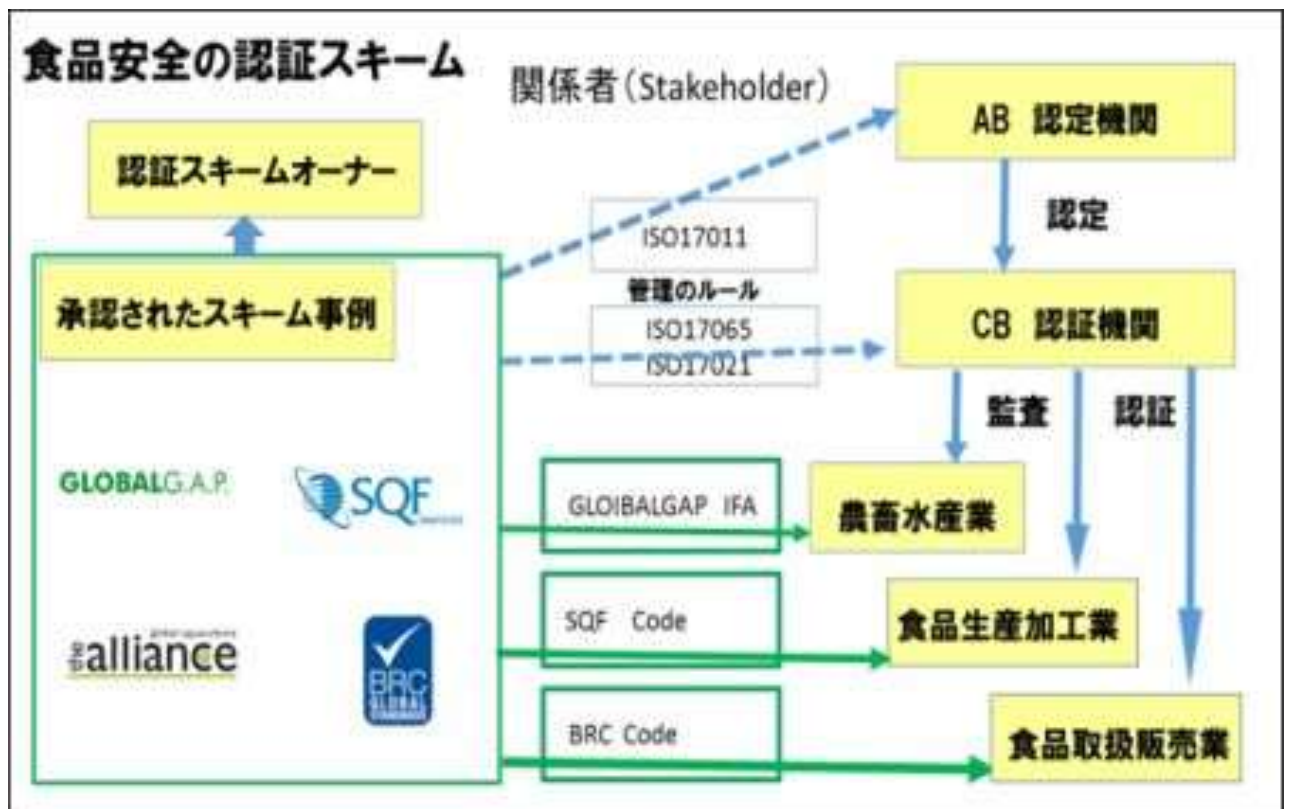 食品安全の認証スキーム
関係者(Stakeholder)
認証スキームオーナー
AB 認定機関
認定
ISO17011
管理のルール
ISO17065
ISO17021
承認されたスキーム事例
CB 認証機関
監査
認証
GLOBALG.A.P.
SQF
GLOIBALGAP IFA
農畜水産業
the alliance
BRC
GLOBAL
SQF Code
食品生産加工業
BRC Code
食品取扱販売業